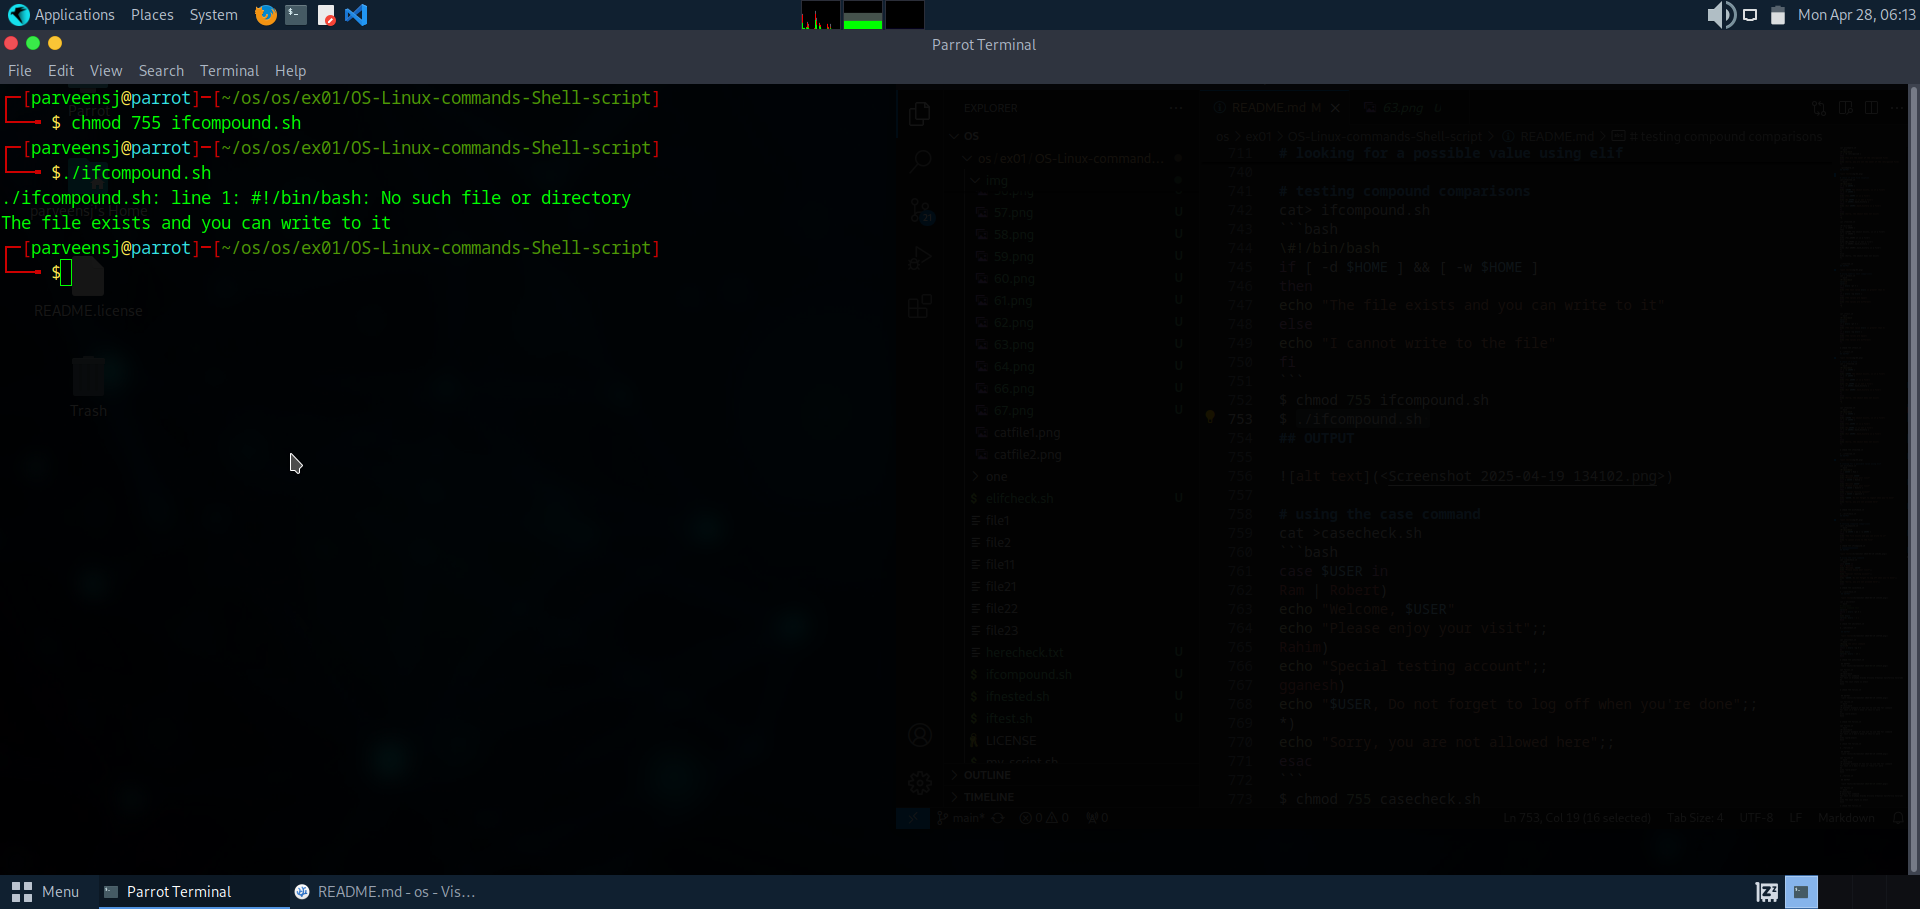 Applications Places System
Mon Apr 28, 06:13
Parrot Terminal
File Edit View Search Terminal Help
[parveensj@parrot]─[~/os/os/ex01/OS-Linux-commands-Shell-script]
$ chmod 755 ifcompound.sh
[parveensj@parrot]─[~/os/os/ex01/OS-Linux-commands-Shell-script]
$./ifcompound.sh
./ifcompound.sh: line 1: #!/bin/bash: No such file or directory
The file exists and you can write to it
[parveensj@parrot]─[~/os/os/ex01/OS-Linux-commands-Shell-script]
$
README.license
Trash
EXPLORER
OS
os/ex01/OS-Linux-command...
img
57.png U
58.png U
59.png U
60.png U
61.png U
62.png U
63.png U
64.png U
66.png U
67.png U
catfile1.png
catfile2.png
one
elifcheck.sh U
file1
file2
file11
file21
file22
file23
herecheck.txt U
ifcompound.sh U
ifnested.sh U
iftest.sh U
LICENSE
my_script.sh
OUTLINE
TIMELINE
README.md M 63.png U
os > ex01 > OS-Linux-commands-Shell-script > README.md > # testing compound comparisons
711 # looking for a possible value using elif
740
741 # testing compound comparisons
742 cat> ifcompound.sh
743 ```bash
744 \#!/bin/bash
745 if [ -d $HOME ] && [ -w $HOME ]
746 then
747 echo "The file exists and you can write to it"
748 else
749 echo "I cannot write to the file"
750 fi
751 ```
752 $ chmod 755 ifcompound.sh
753 $ ./ifcompound.sh
754 ## OUTPUT
755
756 ![alt text](<Screenshot 2025-04-19 134102.png>)
757
758 # using the case command
759 cat >casecheck.sh
760 ```bash
761 case $USER in
762 Ram | Robert)
763 echo "Welcome, $USER"
764 echo "Please enjoy your visit";;
765 Rahim)
766 echo "Special testing account";;
767 gganesh)
768 echo "$USER, Do not forget to log off when you're done";;
769 *)
770 echo "Sorry, you are not allowed here";;
771 esac
772 ```
773 $ chmod 755 casecheck.sh
main* 0 0 0
Ln 753, Col 19 (16 selected) Tab Size: 4 UTF-8 LF Markdown
Menu Parrot Terminal README.md - os - Vis...